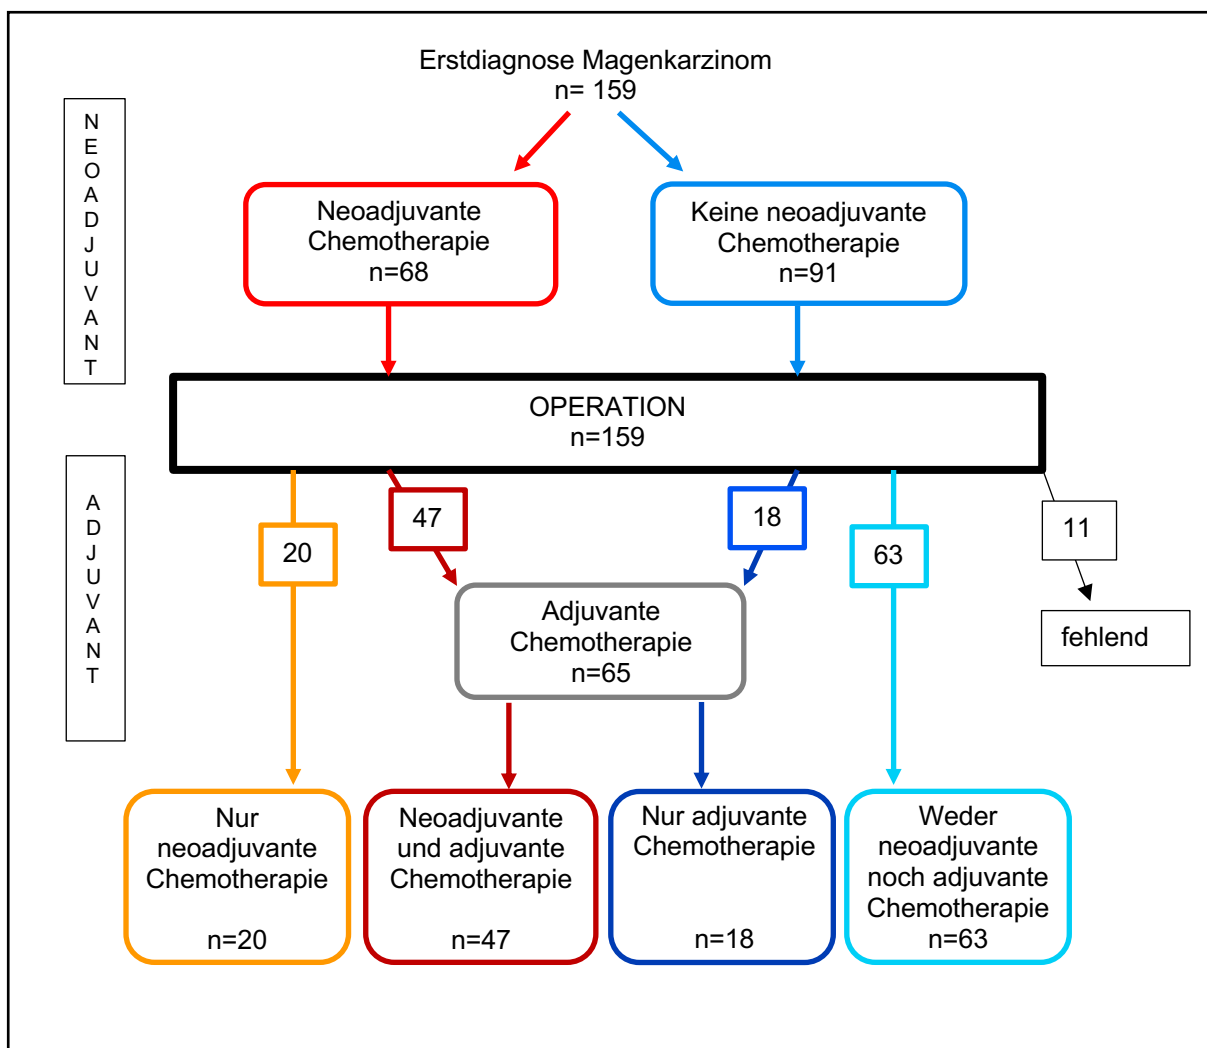 Erstdiagnose Magenkarzinom
n= 159
NEOADJUVANT
Neoadjuvante
Chemotherapie
n=68
Keine neoadjuvante
Chemotherapie
n=91
OPERATION
n=159
ADJUVANT
20
47
18
63
11
fehlend
Adjuvante
Chemotherapie
n=65
Nur
neoadjuvante
Chemotherapie
n=20
Neoadjuvante
und adjuvante
Chemotherapie
n=47
Nur adjuvante
Chemotherapie
n=18
Weder
neoadjuvante
noch adjuvante
Chemotherapie
n=63